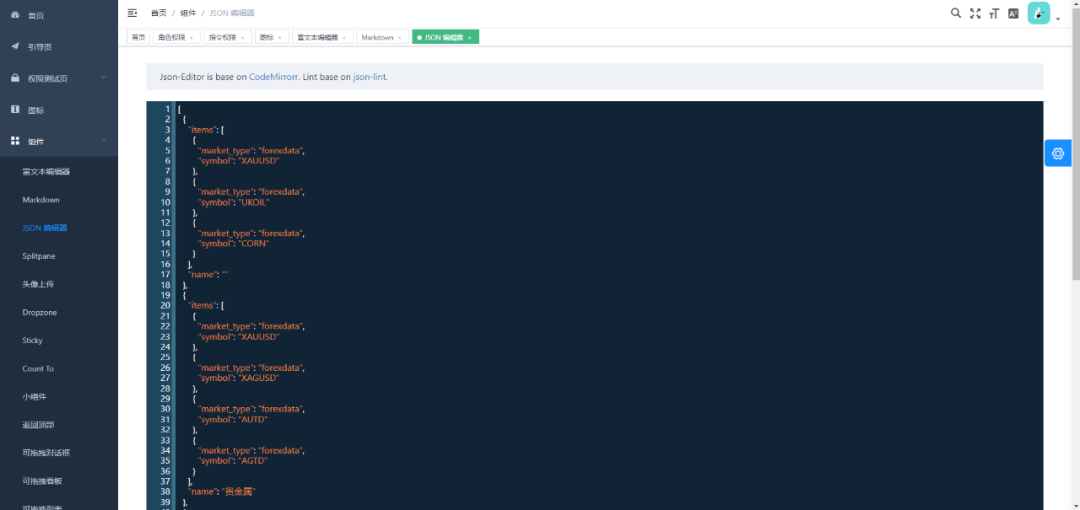 首页
引导页
权限测试页
图标
组件
富文本编辑器
Markdown
JSON 编辑器
Splitpane
头像上传
Dropzone
Sticky
Count To
小组件
返回顶部
可拖拽对话框
可拖拽看板
可拖拽列表
首页 / 组件 / JSON 编辑器
首页 角色权限 × 指令权限 × 图标 × 富文本编辑器 × Markdown × JSON 编辑器 ×
Json-Editor is base on CodeMirrorr. Lint base on json-lint.
1 [
2 {
3 "items": [
4 {
5 "market_type": "forexdata",
6 "symbol": "XAUUSD"
7 },
8 {
9 "market_type": "forexdata",
10 "symbol": "UKOIL"
11 },
12 {
13 "market_type": "forexdata",
14 "symbol": "CORN"
15 }
16 ],
17 "name": ""
18 },
19 {
20 "items": [
21 {
22 "market_type": "forexdata",
23 "symbol": "XAUUSD"
24 },
25 {
26 "market_type": "forexdata",
27 "symbol": "XAGUSD"
28 },
29 {
30 "market_type": "forexdata",
31 "symbol": "AUTD"
32 },
33 {
34 "market_type": "forexdata",
35 "symbol": "AGTD"
36 }
37 ],
38 "name": "贵金属"
39 },